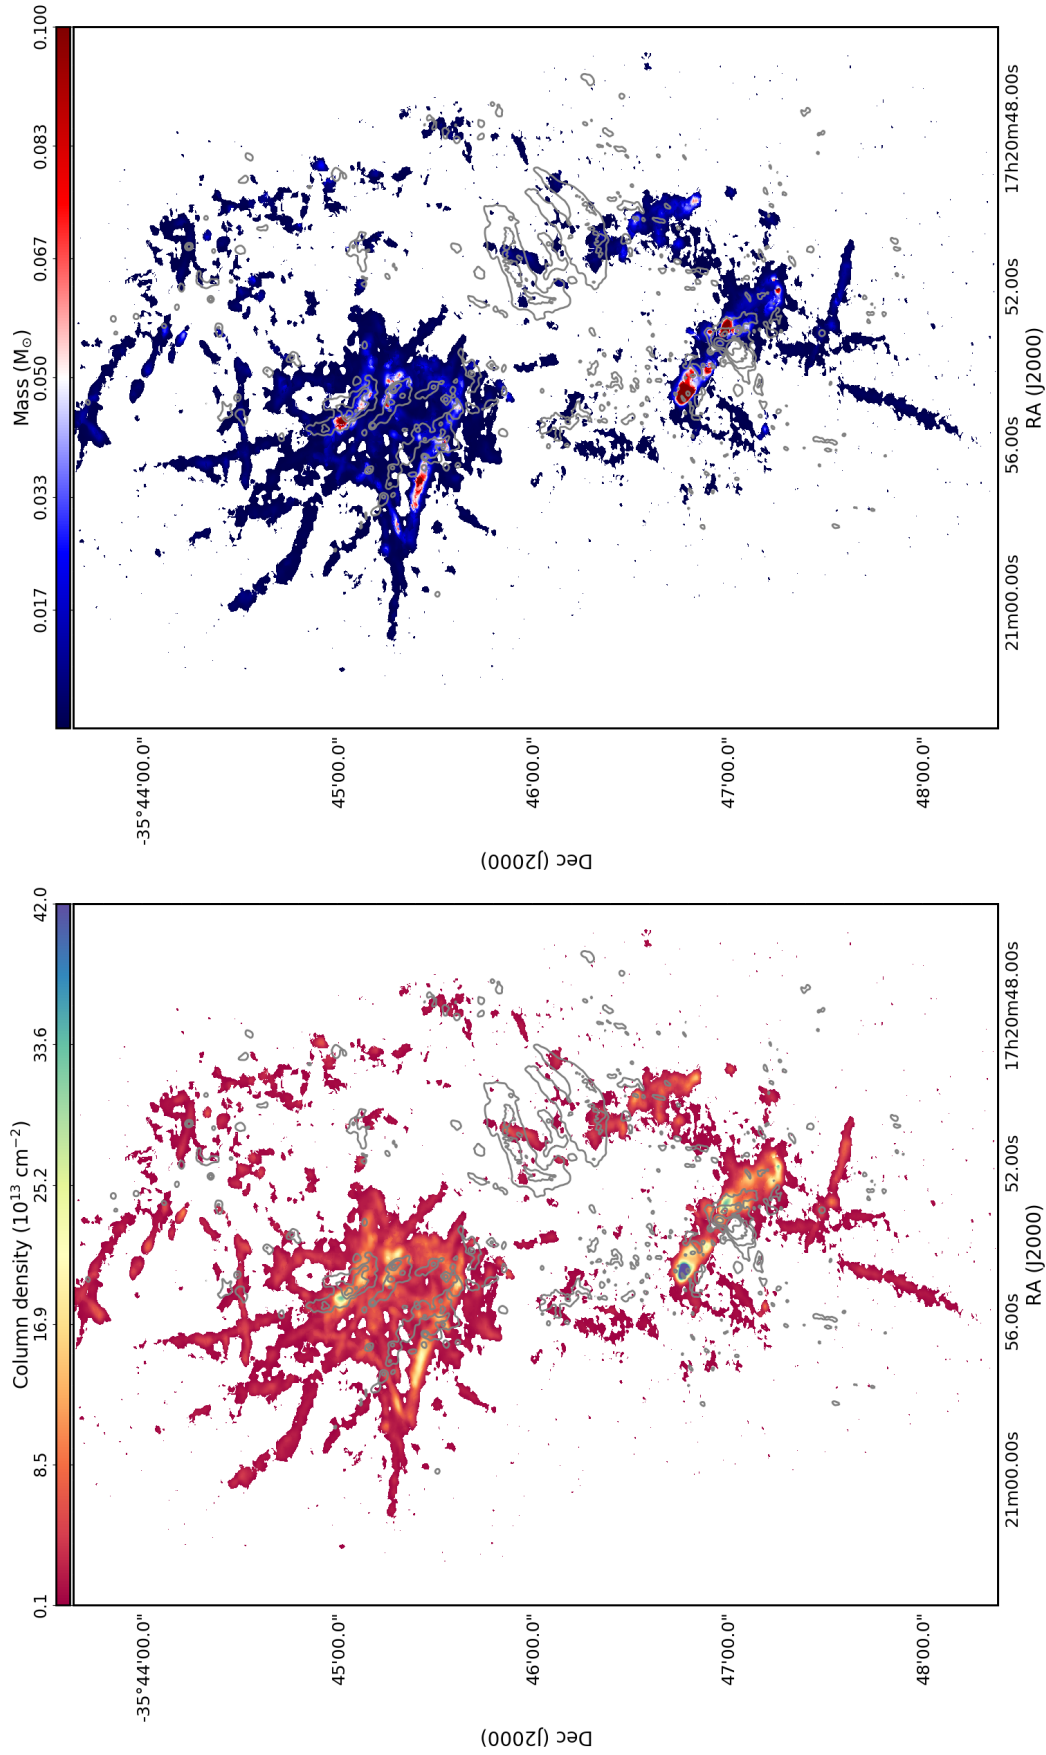 Mass (M☉)
0.017 0.033 0.050 0.067 0.083 0.100
-35°44'00.0"
45'00.0"
46'00.0"
47'00.0"
48'00.0"
Dec (J2000)
21m00.00s 56.00s 52.00s 17h20m48.00s
RA (J2000)
Column density (10¹³ cm⁻²)
0.1 8.5 16.9 25.2 33.6 42.0
-35°44'00.0"
45'00.0"
46'00.0"
47'00.0"
48'00.0"
Dec (J2000)
21m00.00s 56.00s 52.00s 17h20m48.00s
RA (J2000)